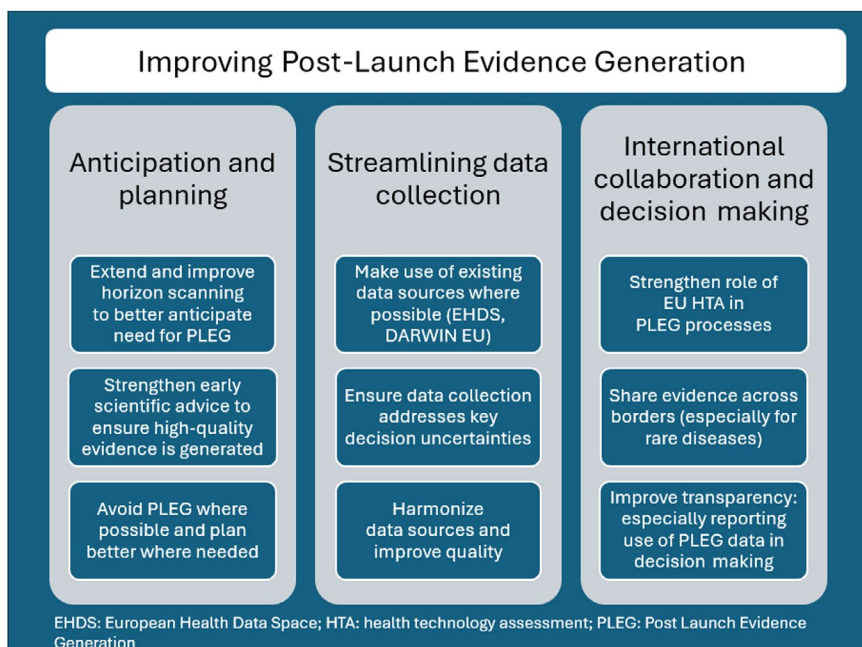 Improving Post-Launch Evidence Generation
Anticipation and
planning
Extend and improve
horizon scanning
to better anticipate
need for PLEG
Strengthen early
scientific advice to
ensure high-quality
evidence is generated
Avoid PLEG where
possible and plan
better where needed
Streamlining data
collection
Make use of existing
data sources where
possible (EHDS,
DARWIN EU)
Ensure data collection
addresses key
decision uncertainties
Harmonize
data sources and
improve quality
International
collaboration and
decision making
Strengthen role of
EU HTA in
PLEG processes
Share evidence across
borders (especially for
rare diseases)
Improve transparency:
especially reporting
use of PLEG data in
decision making
EHDS: European Health Data Space; HTA: health technology assessment; PLEG: Post Launch Evidence
Generation